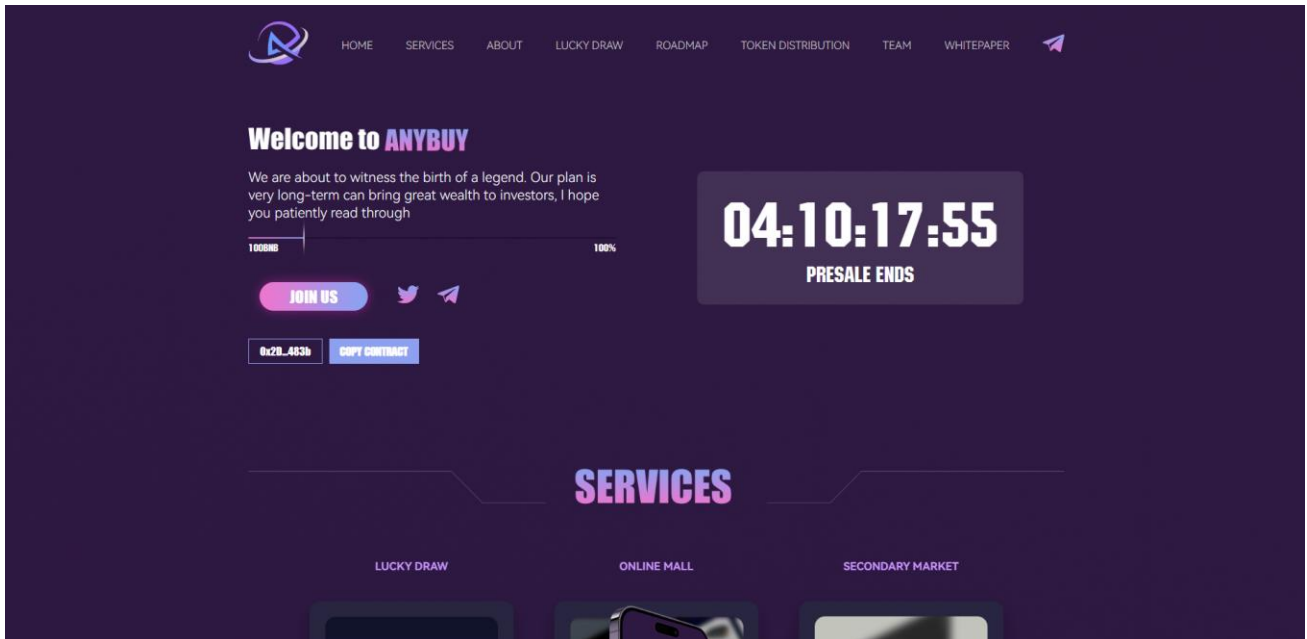 HOME SERVICES ABOUT LUCKY DRAW ROADMAP TOKEN DISTRIBUTION TEAM WHITEPAPER
Welcome to ANYBUY
We are about to witness the birth of a legend. Our plan is
very long-term can bring great wealth to investors, I hope
you patiently read through
100BNB 100%
JOIN US
0x2D...483b COPY CONTRACT
04:10:17:55
PRESALE ENDS
SERVICES
LUCKY DRAW ONLINE MALL SECONDARY MARKET